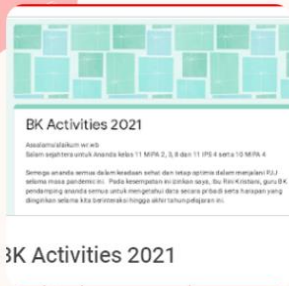 BK Activities 2021
Assalamualaikum wr.wb
Salam sejahtera untuk Ananda kelas 11 MIPA 2, 3, 8 dan 11 IPS 4 serta 10 MIPA 4
Semoga ananda semua dalam keadaan sehat dan tetap optimis dalam menjalani PJJ
selama masa pandemic ini. Pada kesempatan ini izinkan saya, Ibu Rini Kristiani, guru BK
pendamping ananda semua untuk mengetahui data secara pribadi serta harapan yang
diinginkan selama kita berinteraksi hingga akhir tahun pelajaran ini.
BK Activities 2021